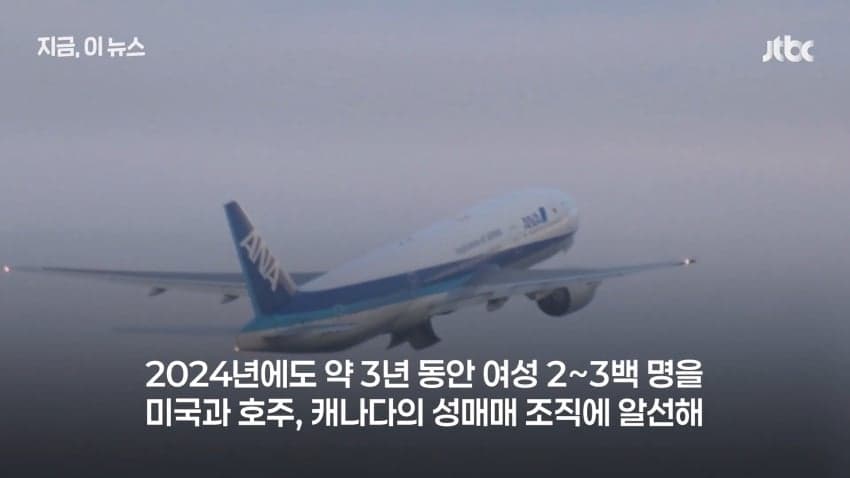 지금, 이 뉴스
jtbc
ANA
ANA
2024년에도 약 3년 동안 여성 2~3백 명을
미국과 호주, 캐나다의 성매매 조직에 알선해